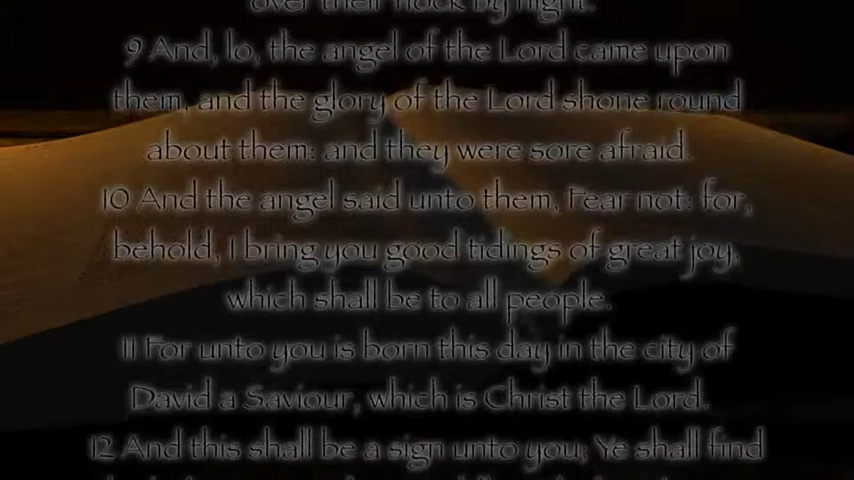 over their flock by night.
9 And, lo, the angel of the Lord came upon
them, and the glory of the Lord shone round
about them: and they were sore afraid.
10 And the angel said unto them, Fear not: for,
behold, I bring you good tidings of great joy,
which shall be to all people.
11 For unto you is born this day in the city of
David a Saviour, which is Christ the Lord.
12 And this shall be a sign unto you; Ye shall find